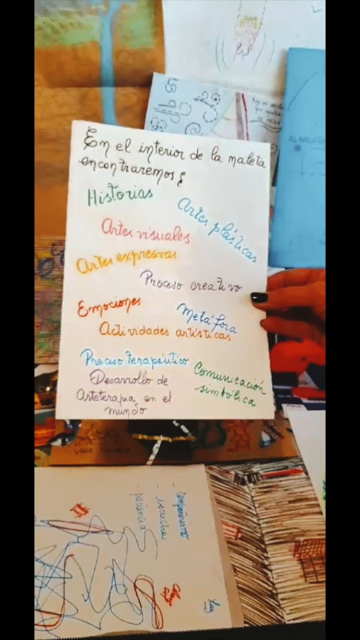 En el interior de la maleta
encontraremos:
Historias
Artes plásticas
Artes visuales
Artes expresivas
Proceso creativo
Emociones
Metáfora
Actividades artísticas
Proceso terapéutico
Comunicación
simbólica
Desarrollo de
Arteterapia en el
mundo